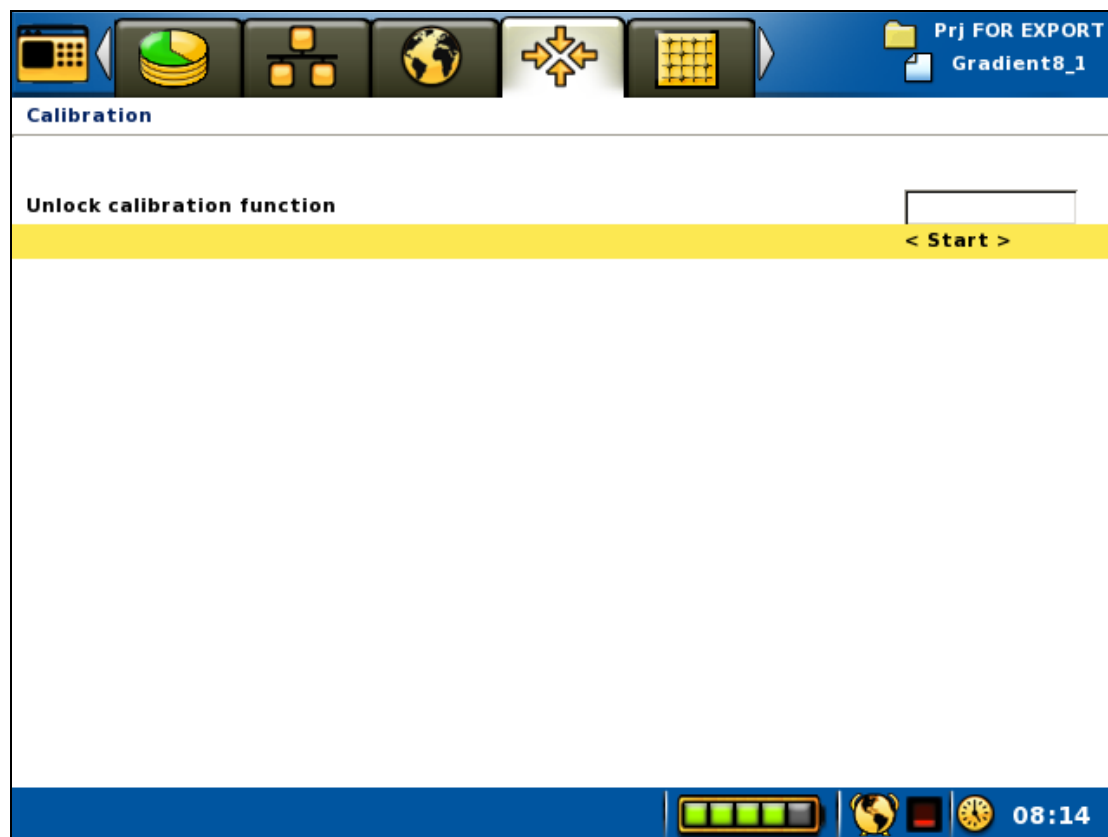 Prj FOR EXPORT
Gradient8_1
Calibration
Unlock calibration function
< Start >
08:14